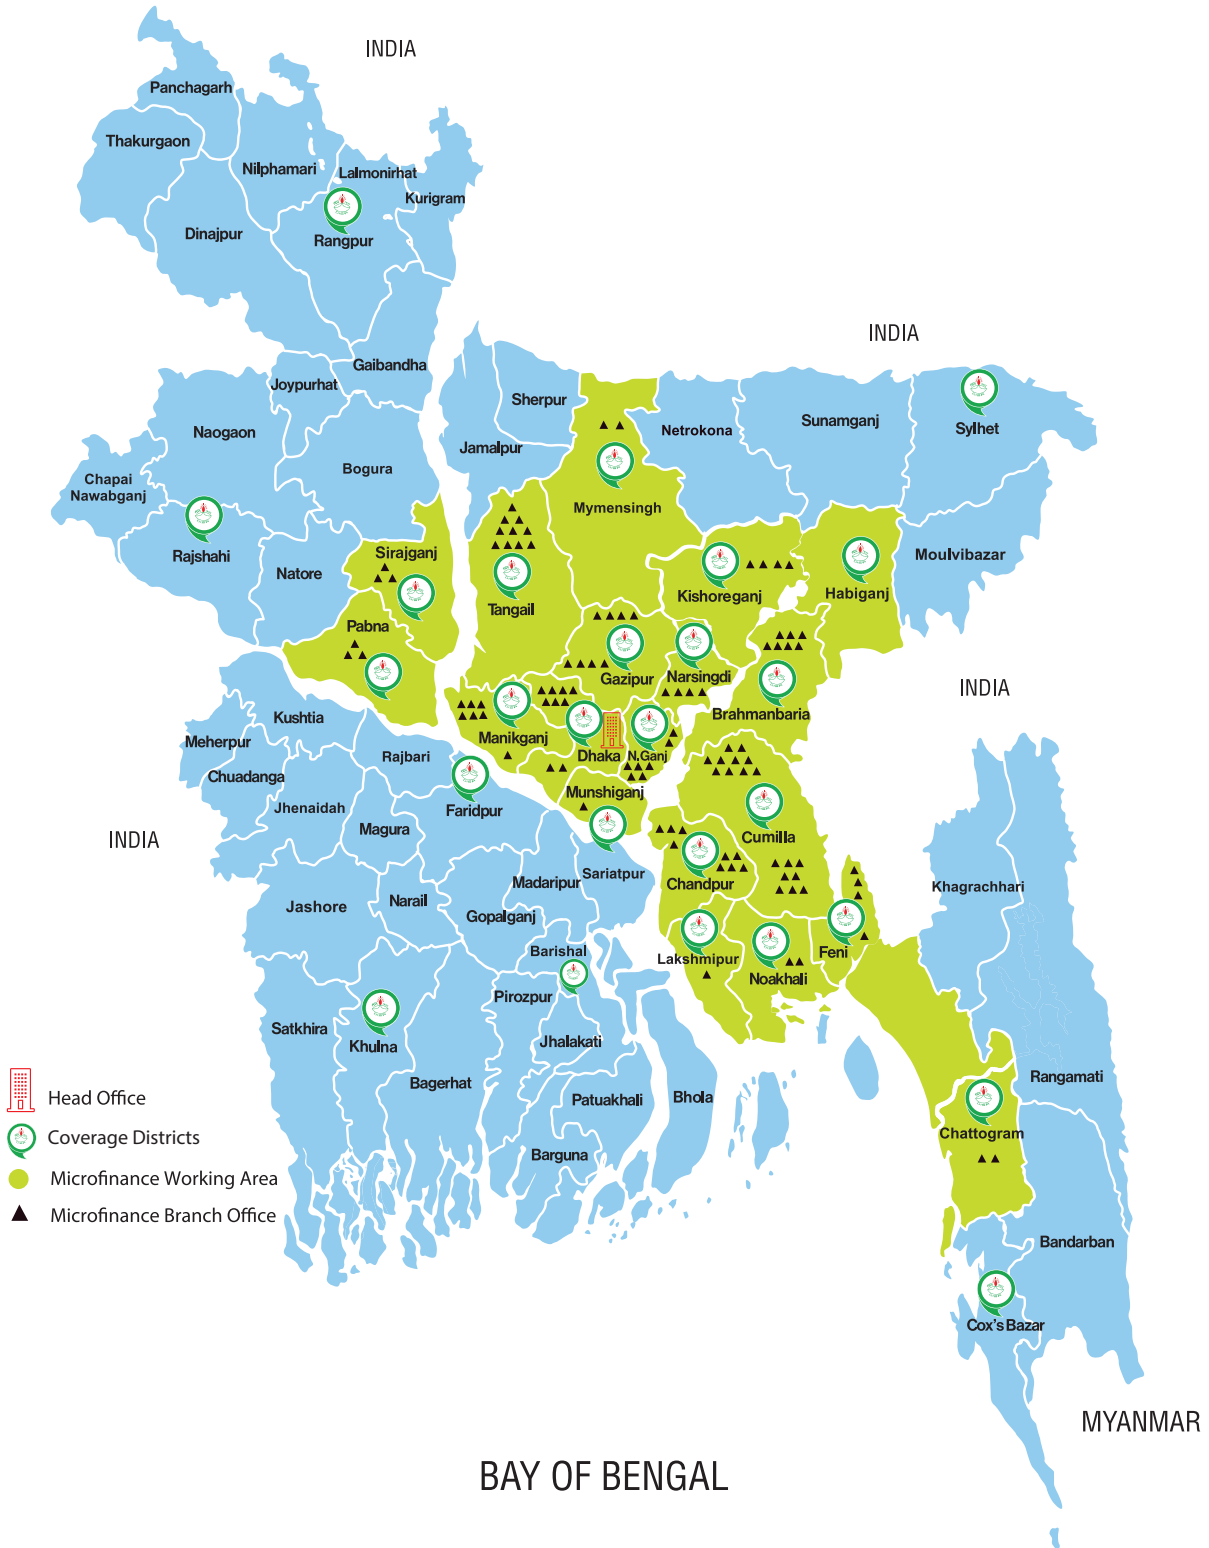 INDIA
Panchagarh
Thakurgaon
Nilphamari
Lalmonirhat
Kurigram
Dinajpur
Rangpur
INDIA
Gaibandha
Joypurhat
Sherpur
Naogaon
Netrokona
Sunamganj
Sylhet
Jamalpur
Bogura
Chapai
Nawabganj
Mymensingh
Rajshahi
Sirajganj
Moulvibazar
Natore
Tangail
Kishoreganj
Habiganj
Pabna
Gazipur
Narsingdi
INDIA
Kushtia
Brahmanbaria
Meherpur
Manikganj
Rajbari
Dhaka
N.Ganj
Chuadanga
Munshiganj
Jhenaidah
Faridpur
INDIA
Magura
Cumilla
Sariatpur
Madaripur
Chandpur
Khagrachhari
Jashore
Narail
Gopalganj
Barishal
Lakshmipur
Feni
Noakhali
Pirozpur
Satkhira
Khulna
Jhalakati
Bagerhat
Rangamati
Patuakhali
Bhola
Head Office
Coverage Districts
Chattogram
Barguna
Microfinance Working Area
Microfinance Branch Office
Bandarban
Cox's Bazar
MYANMAR
BAY OF BENGAL